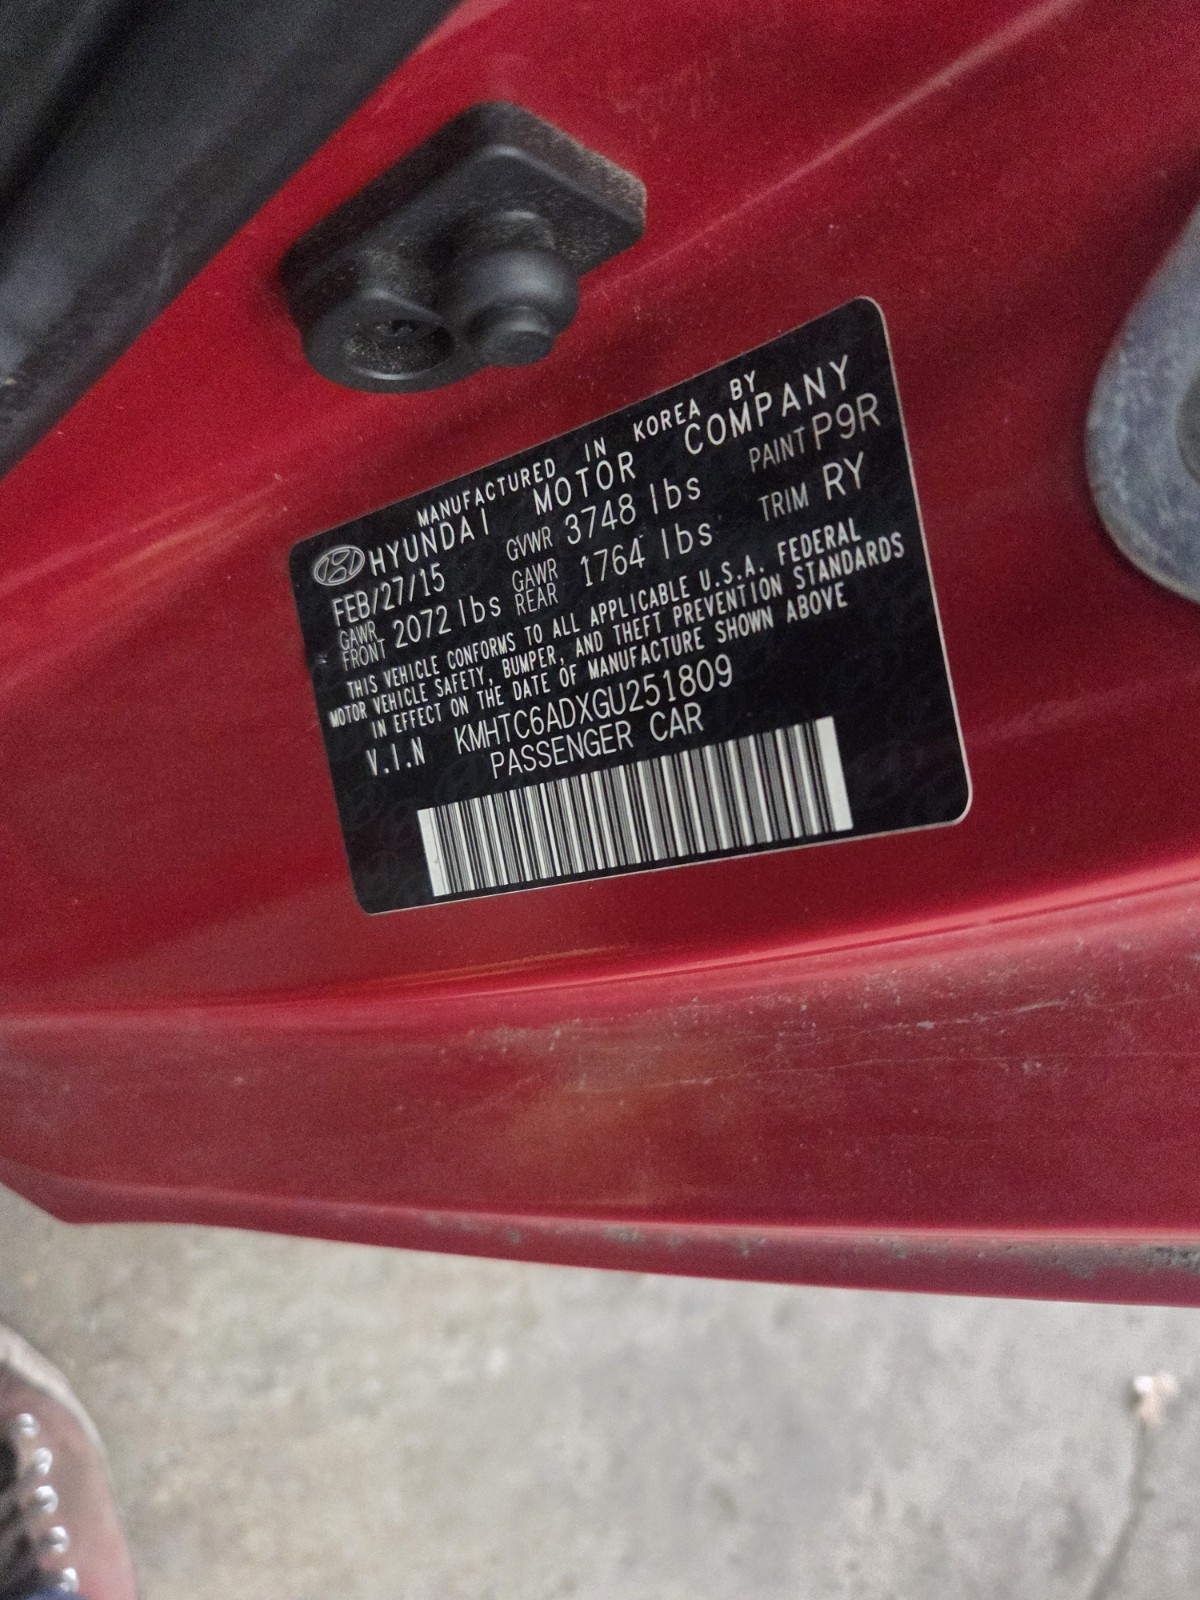 MANUFACTURED IN KOREA BY
HYUNDAI MOTOR COMPANY
FEB/27/15 GVWR 3748 lbs PAINT P9R
GAWR FRONT 2072 lbs GAWR REAR 1764 lbs TRIM RY
THIS VEHICLE CONFORMS TO ALL APPLICABLE U.S.A. FEDERAL
MOTOR VEHICLE SAFETY, BUMPER, AND THEFT PREVENTION STANDARDS
IN EFFECT ON THE DATE OF MANUFACTURE SHOWN ABOVE
V.I.N KMHTC6ADXGU251809
PASSENGER CAR